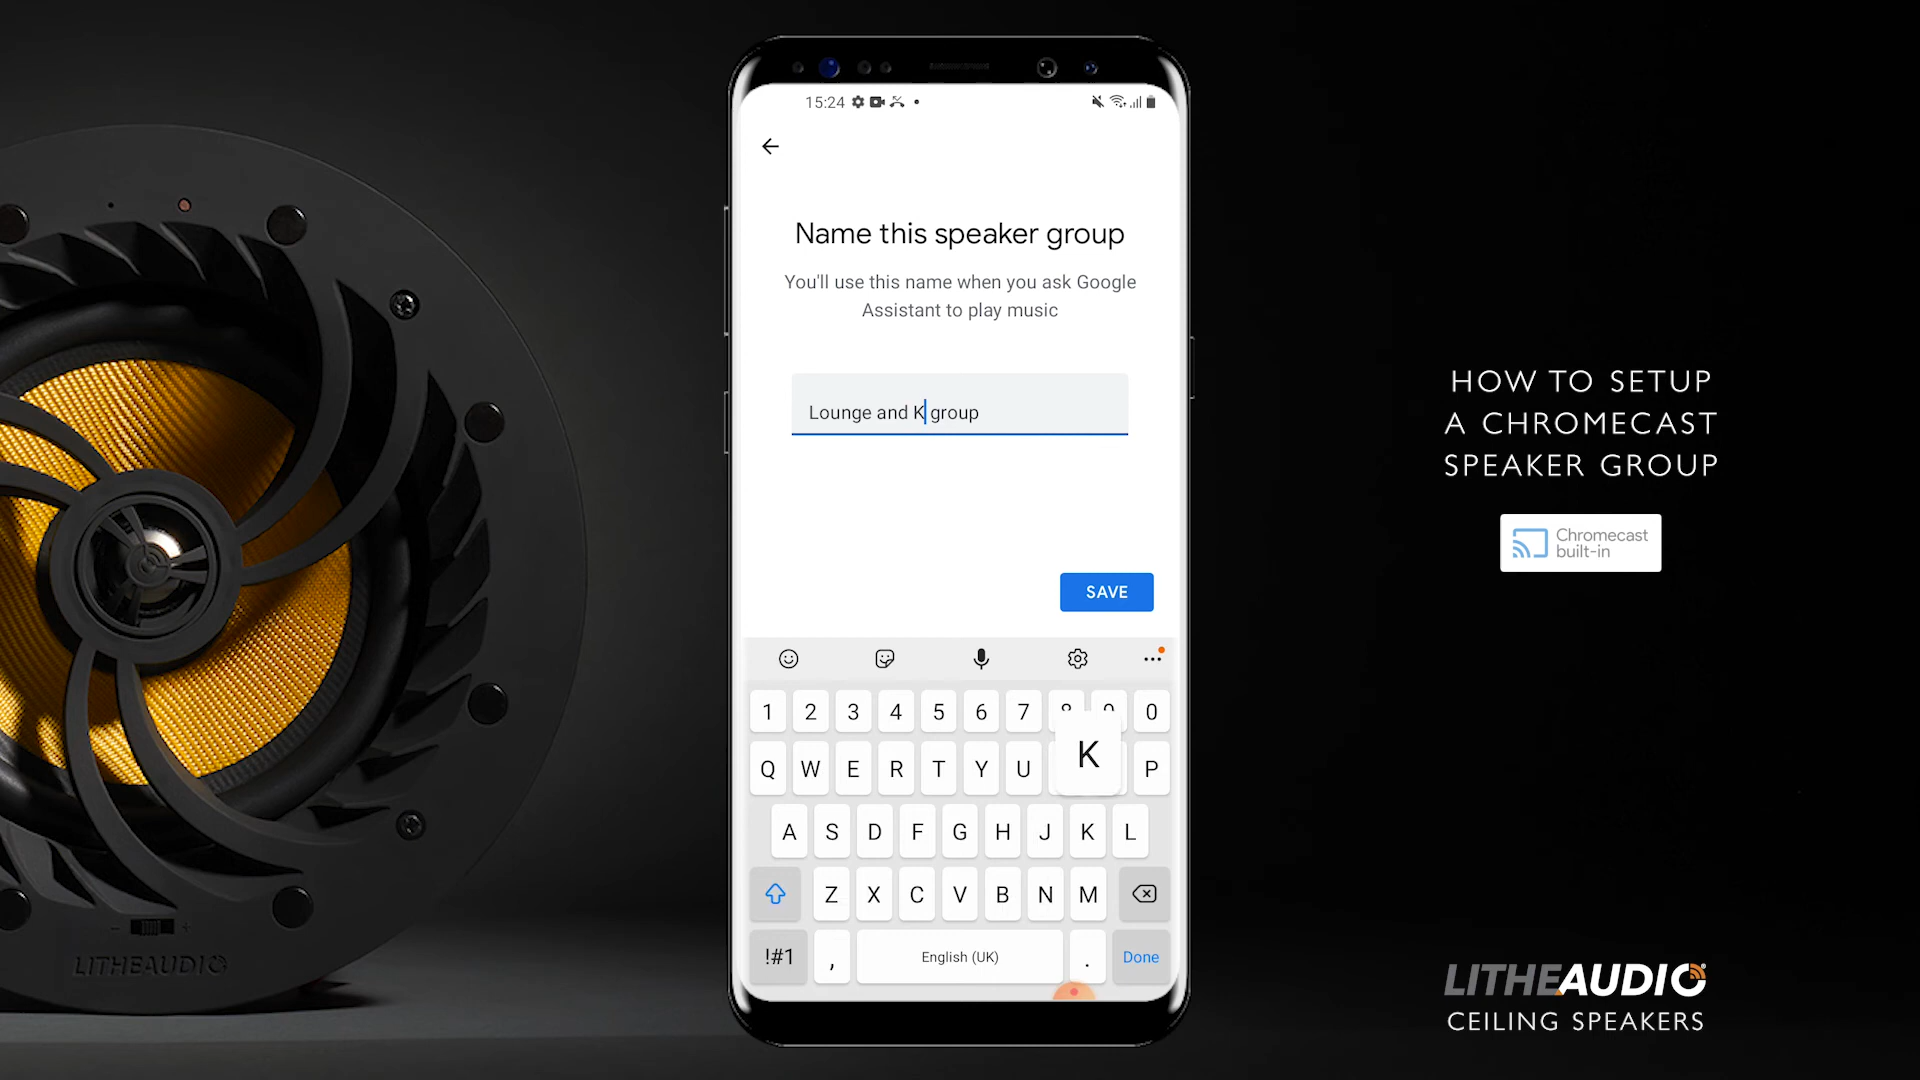 15:24
Name this speaker group
You'll use this name when you ask Google
Assistant to play music
Lounge and K group
SAVE
1 2 3 4 5 6 7 8 9 0
Q W E R T Y U K P
A S D F G H J K L
Z X C V B N M
!#1 , English (UK) . Done
HOW TO SETUP
A CHROMECAST
SPEAKER GROUP
Chromecast
built-in
LITHEAUDIO
LITHEAUDIO
CEILING SPEAKERS